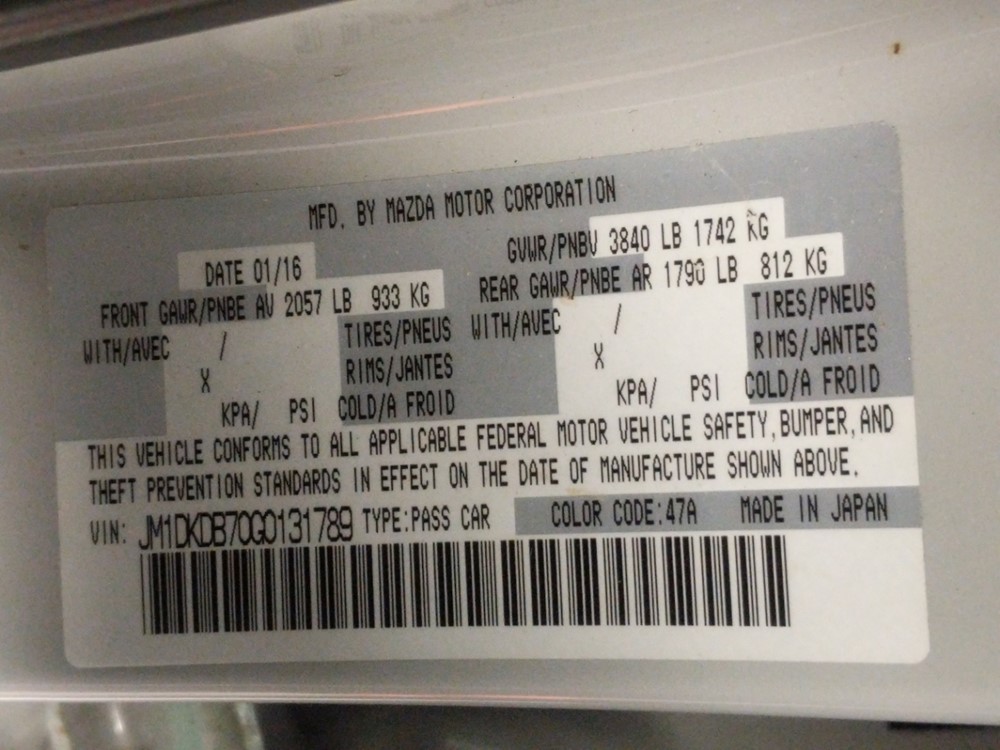 MFD. BY MAZDA MOTOR CORPORATION
DATE 01/16 GVWR/PNBV 3840 LB 1742 KG
FRONT GAWR/PNBE AV 2057 LB 933 KG REAR GAWR/PNBE AR 1790 LB 812 KG
WITH/AVEC / TIRES/PNEUS WITH/AVEC / TIRES/PNEUS
X RIMS/JANTES X RIMS/JANTES
KPA/ PSI COLD/A FROID KPA/ PSI COLD/A FROID
THIS VEHICLE CONFORMS TO ALL APPLICABLE FEDERAL MOTOR VEHICLE SAFETY, BUMPER, AND
THEFT PREVENTION STANDARDS IN EFFECT ON THE DATE OF MANUFACTURE SHOWN ABOVE.
VIN: JM1DKDB70G0131789 TYPE:PASS CAR COLOR CODE:47A MADE IN JAPAN